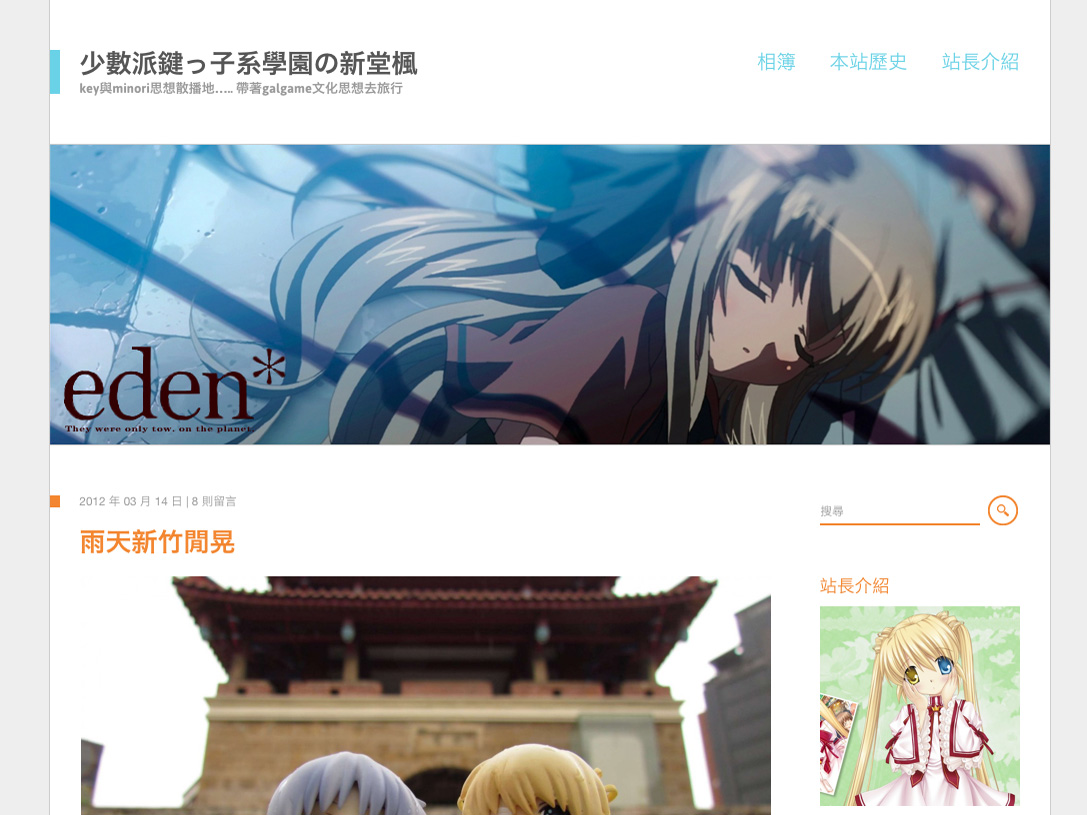 少數派鍵っ子系學園の新堂楓
key與minori思想散播地..... 帶著galgame文化思想去旅行
相簿 本站歷史 站長介紹
eden*
They were only tow, on the planet.
2012 年 03 月 14 日 | 8 則留言
雨天新竹閒晃
搜尋
站長介紹